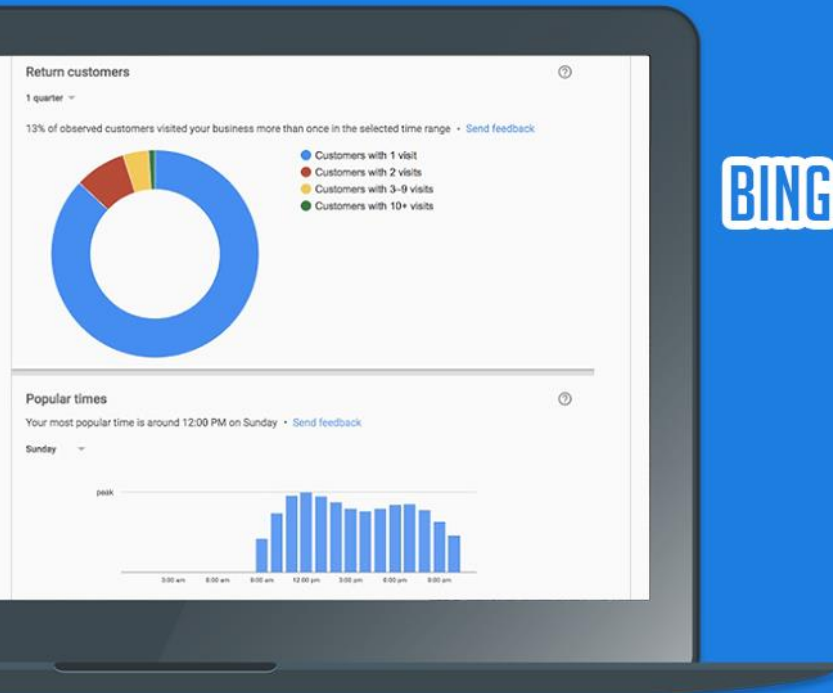 Return customers
1 quarter
13% of observed customers visited your business more than once in the selected time range • Send feedback
Customers with 1 visit
Customers with 2 visits
Customers with 3–9 visits
Customers with 10+ visits
BING
Popular times
Your most popular time is around 12:00 PM on Sunday • Send feedback
Sunday
peak
3:00 am 6:00 am 9:00 am 12:00 pm 3:00 pm 6:00 pm 9:00 pm